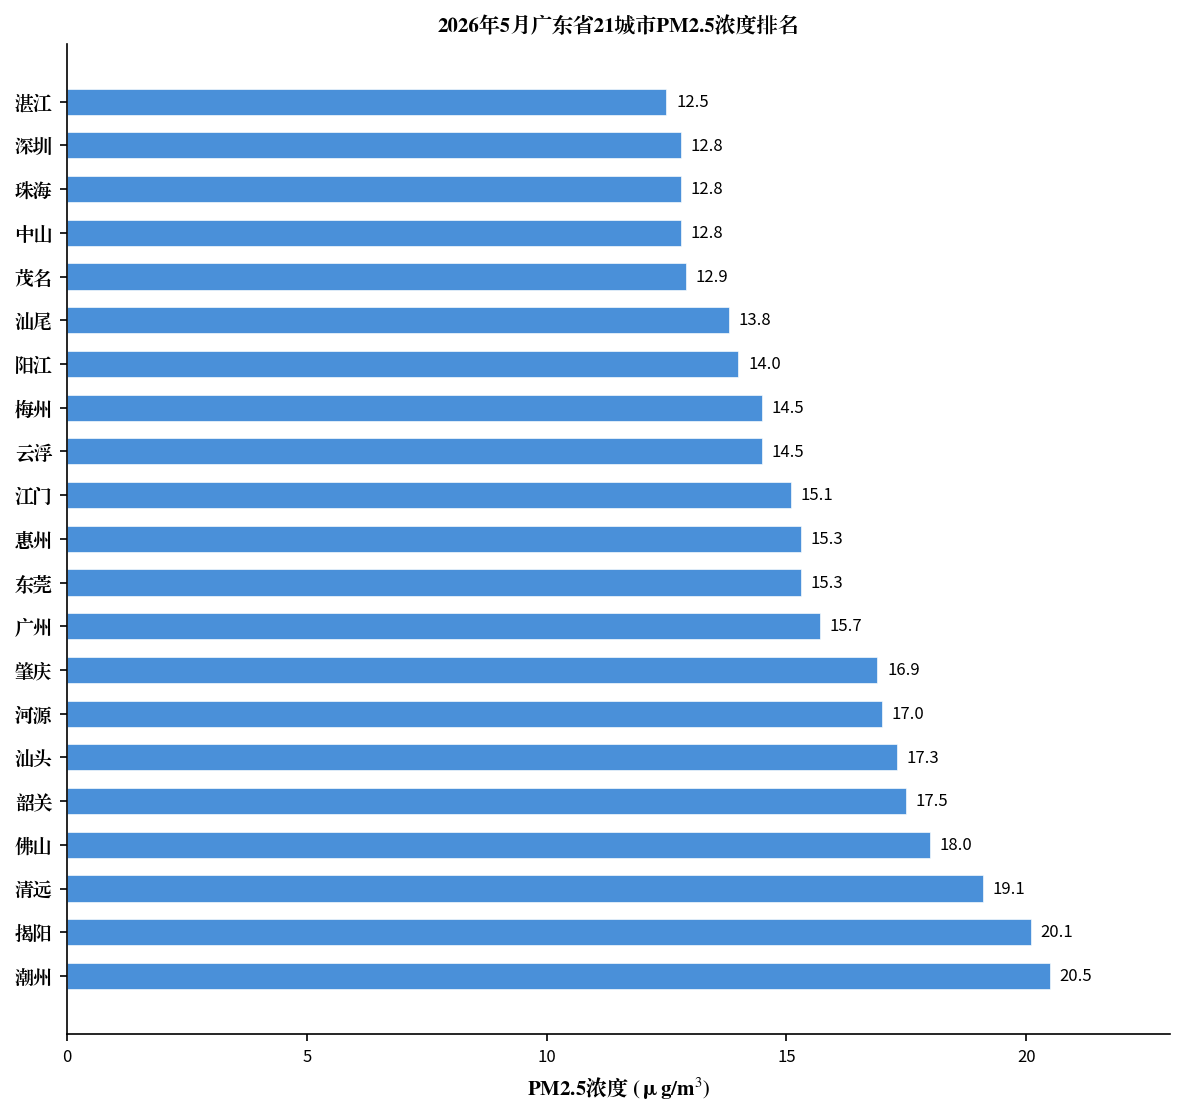 2026年5月广东省21城市PM2.5浓度排名
湛江 12.5
深圳 12.8
珠海 12.8
中山 12.8
茂名 12.9
汕尾 13.8
阳江 14.0
梅州 14.5
云浮 14.5
江门 15.1
惠州 15.3
东莞 15.3
广州 15.7
肇庆 16.9
河源 17.0
汕头 17.3
韶关 17.5
佛山 18.0
清远 19.1
揭阳 20.1
潮州 20.5
0 5 10 15 20
PM2.5浓度 (μg/m³)